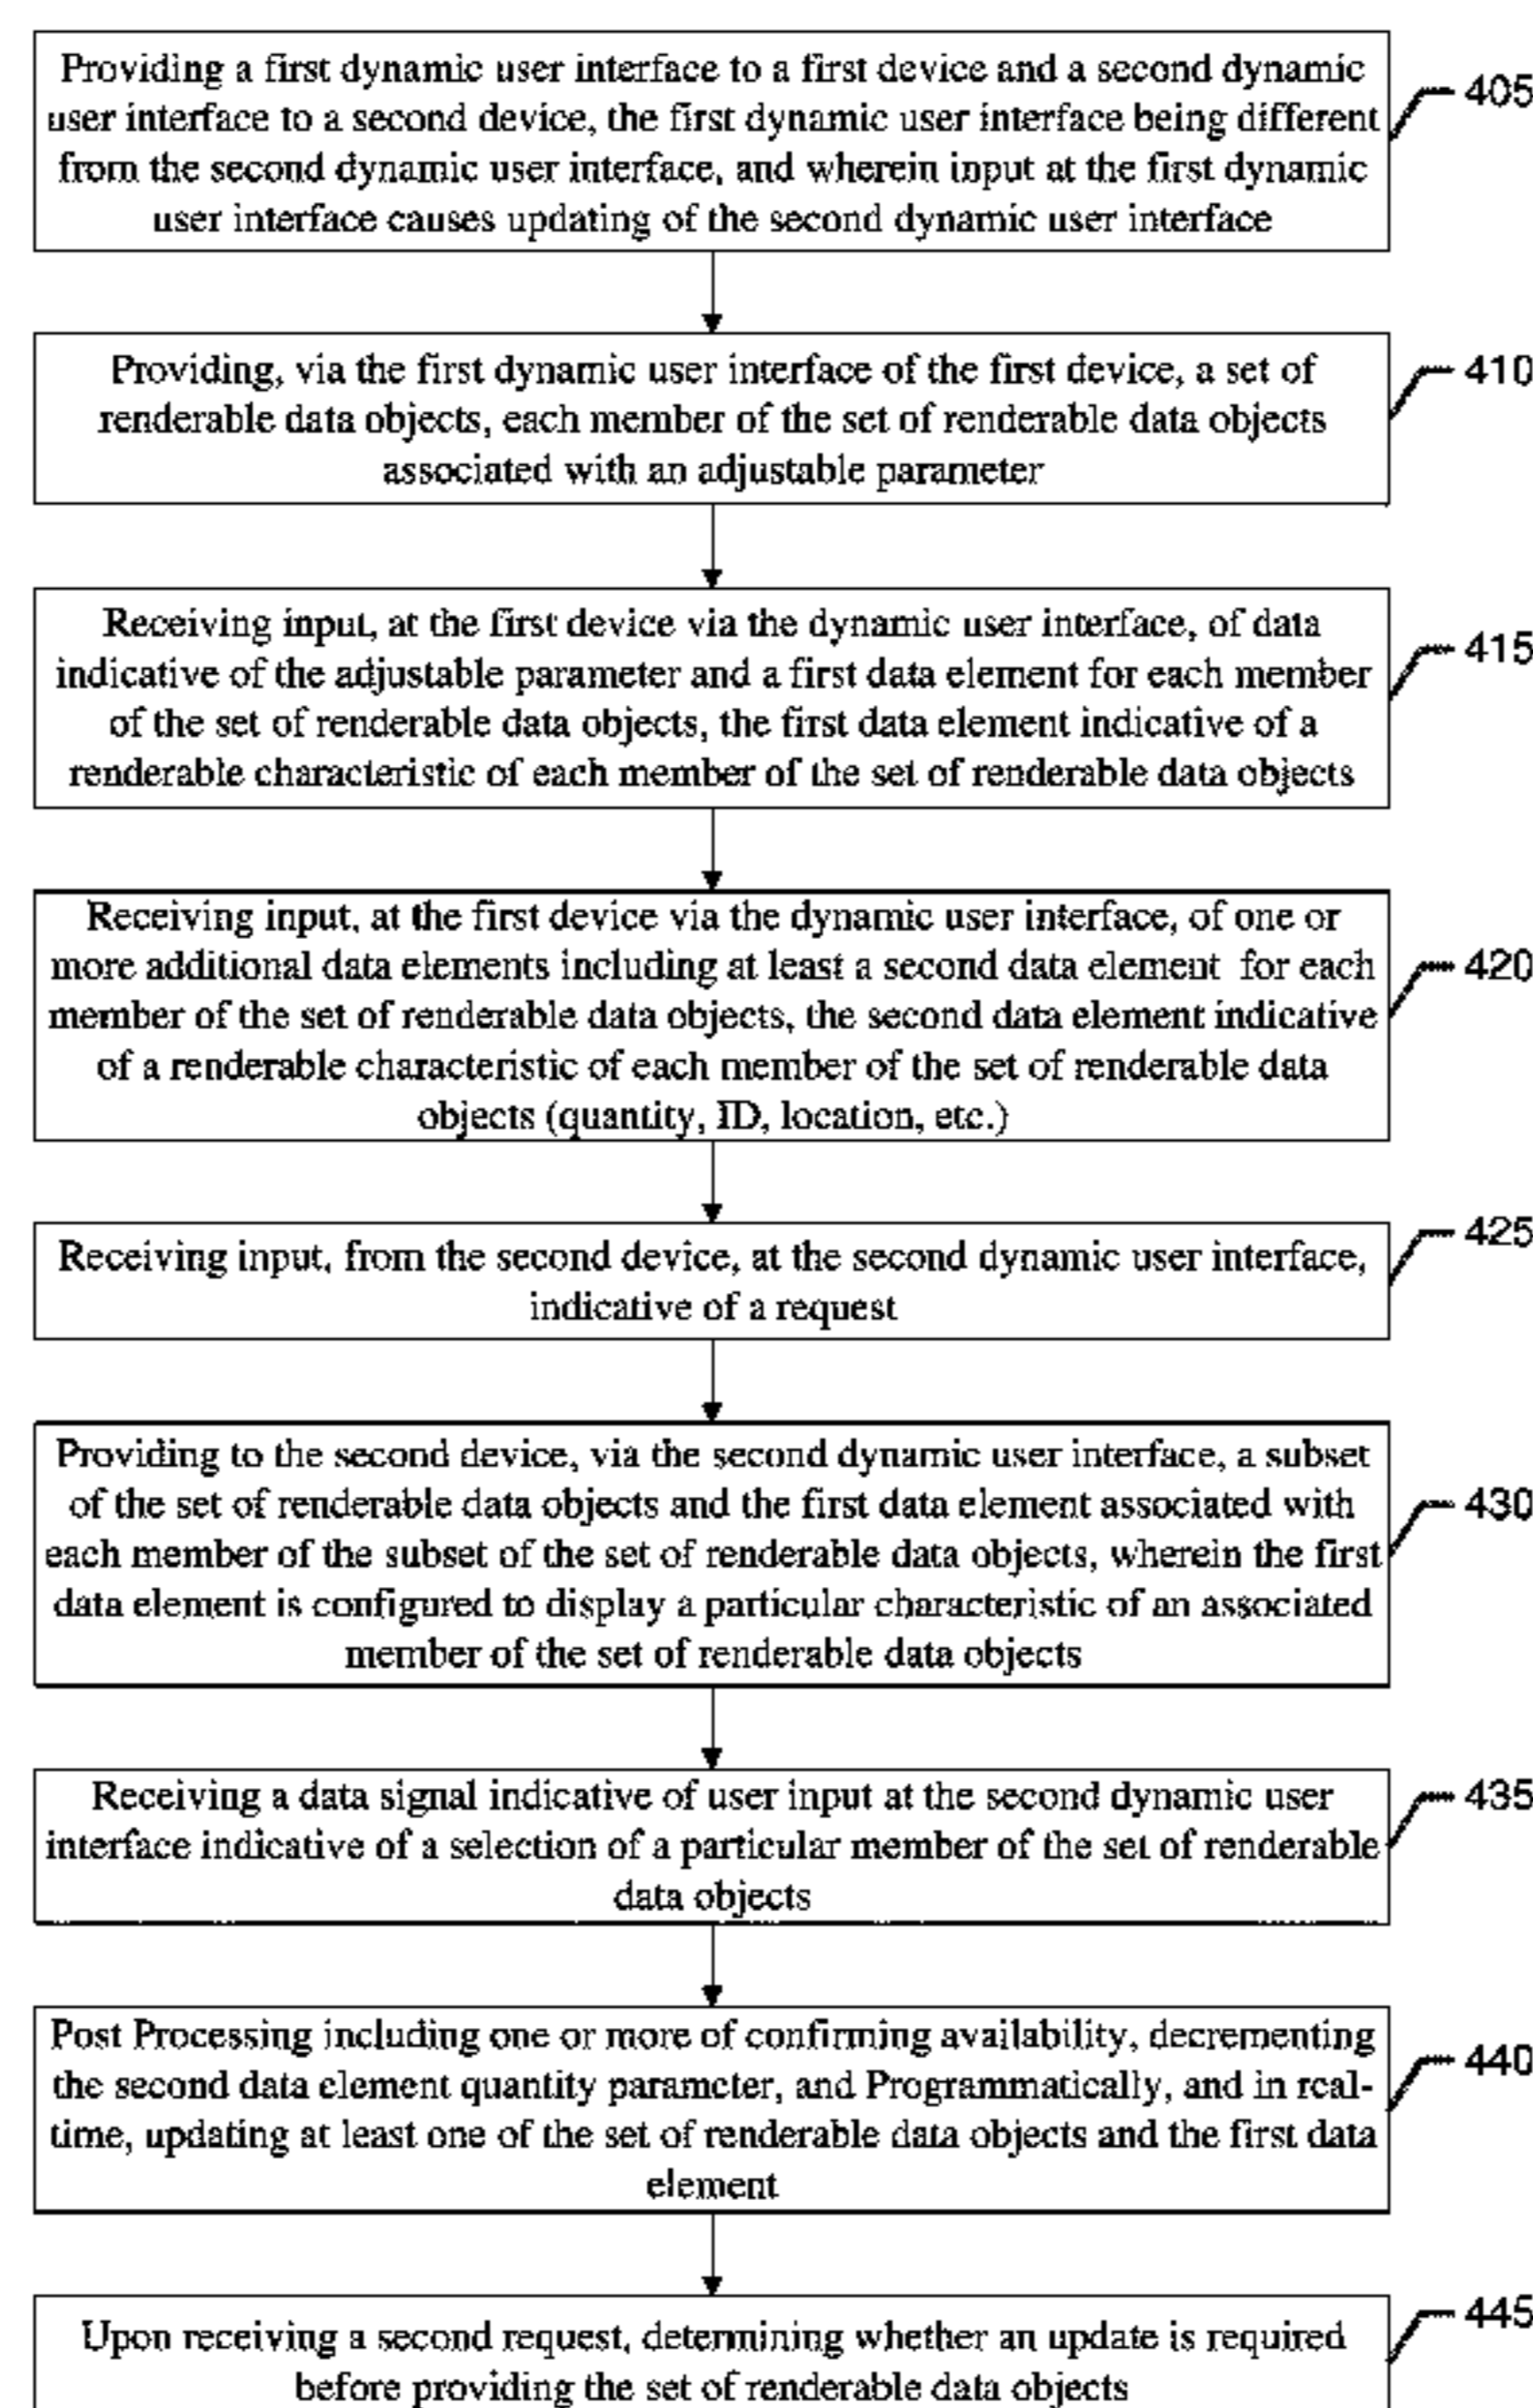 Providing a first dynamic user interface to a first device and a second dynamic
user interface to a second device, the first dynamic user interface being different
from the second dynamic user interface, and wherein input at the first dynamic
user interface causes updating of the second dynamic user interface
405
Providing, via the first dynamic user interface of the first device, a set of
renderable data objects, each member of the set of renderable data objects
associated with an adjustable parameter
410
Receiving input, at the first device via the dynamic user interface, of data
indicative of the adjustable parameter and a first data element for each member
of the set of renderable data objects, the first data element indicative of a
renderable characteristic of each member of the set of renderable data objects
415
Receiving input, at the first device via the dynamic user interface, of one or
more additional data elements including at least a second data element for each
member of the set of renderable data objects, the second data element indicative
of a renderable characteristic of each member of the set of renderable data
objects (quantity, ID, location, etc.)
420
Receiving input, from the second device, at the second dynamic user interface,
indicative of a request
425
Providing to the second device, via the second dynamic user interface, a subset
of the set of renderable data objects and the first data element associated with
each member of the subset of the set of renderable data objects, wherein the first
data element is configured to display a particular characteristic of an associated
member of the set of renderable data objects
430
Receiving a data signal indicative of user input at the second dynamic user
interface indicative of a selection of a particular member of the set of renderable
data objects
435
Post Processing including one or more of confirming availability, decrementing
the second data element quantity parameter, and Programmatically, and in real-
time, updating at least one of the set of renderable data objects and the first data
element
440
Upon receiving a second request, determining whether an update is required
before providing the set of renderable data objects
445